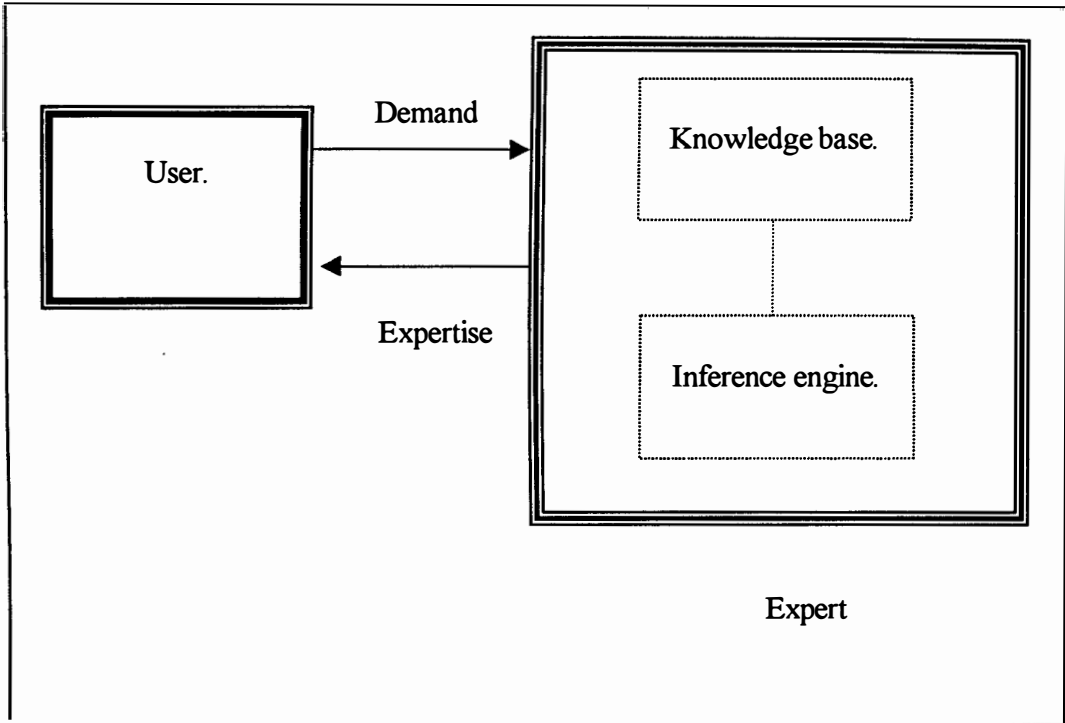 Demand
User.
Expertise
Knowledge base.
Inference engine.
Expert